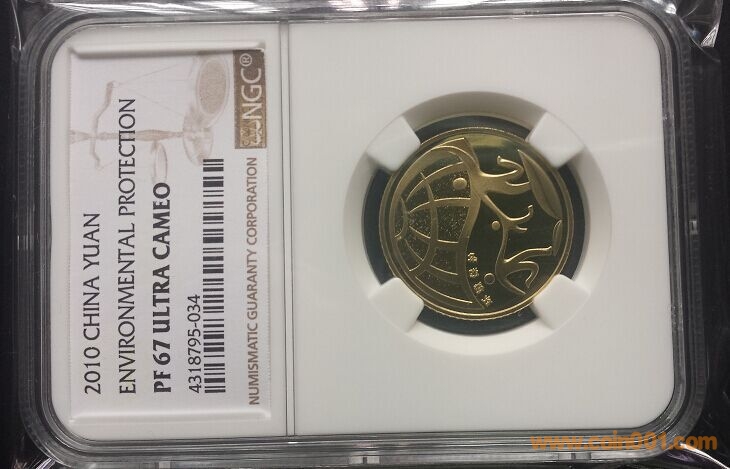 2010 CHINA YUAN
ENVIRONMENTAL PROTECTION
PF 67 ULTRA CAMEO
4318795-034
NGC®
NUMISMATIC GUARANTY CORPORATION
www.coin001.com